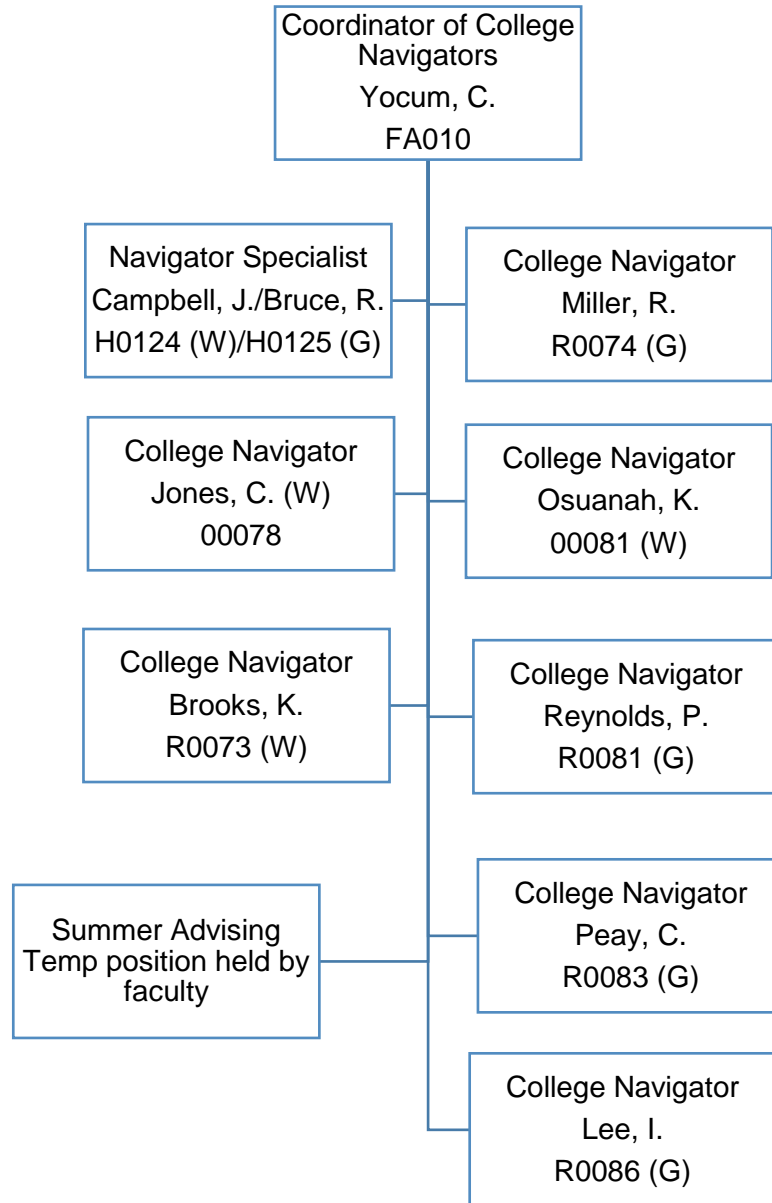 Coordinator of College
Navigators
Yocum, C.
FA010
Navigator Specialist
Campbell, J./Bruce, R.
H0124 (W)/H0125 (G)
College Navigator
Miller, R.
R0074 (G)
College Navigator
Jones, C. (W)
00078
College Navigator
Osuanah, K.
00081 (W)
College Navigator
Brooks, K.
R0073 (W)
College Navigator
Reynolds, P.
R0081 (G)
Summer Advising
Temp position held by
faculty
College Navigator
Peay, C.
R0083 (G)
College Navigator
Lee, I.
R0086 (G)